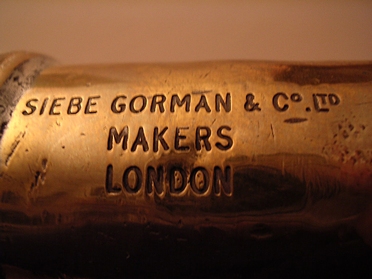 SIEBE GORMAN & Co. LTD
MAKERS
LONDON